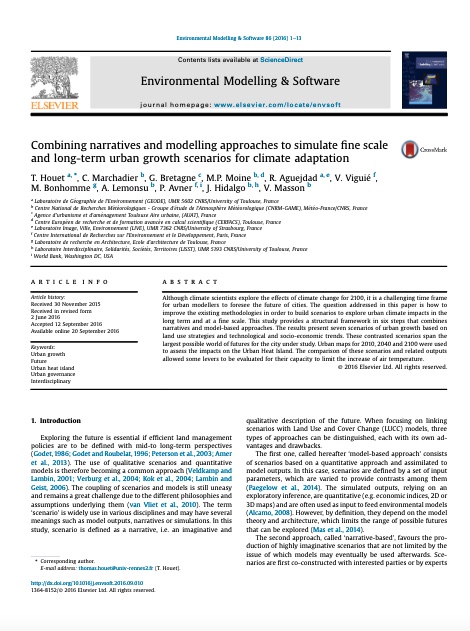 Environmental Modelling & Software 86 (2016) 1–13
Contents lists available at ScienceDirect
Environmental Modelling & Software
journal homepage: www.elsevier.com/locate/envsoft
ELSEVIER
Combining narratives and modelling approaches to simulate fine scale
and long-term urban growth scenarios for climate adaptation
CrossMark
T. Houet a, *, C. Marchadier b, G. Bretagne c, M.P. Moine b, d, R. Aguejdad a, e, V. Viguié f,
M. Bonhomme g, A. Lemonsu b, P. Avner f, i, J. Hidalgo b, h, V. Masson b
a Laboratoire de Géographie de l'Environnement (GEODE), UMR 5602 CNRS/University of Toulouse, France
b Centre National de Recherches Météorologiques - Groupe d'étude de l'Atmosphère Météorologique (CNRM-GAME), Météo-France/CNRS, France
c Agence d'urbanisme et d'aménagement Toulouse Aire urbaine, (AUAT), France
d Centre Européen de recherche et de formation avancée en calcul scientifique (CERFACS), Toulouse, France
e Laboratoire Image, Ville, Environnement (LIVE), UMR 7362 CNRS/University of Strasbourg, France
f Centre International de Recherches sur l'Environnement et le Développement, Paris, France
g Laboratoire de recherche en Architecture, Ecole d'architecture de Toulouse, France
h Laboratoire Interdisciplinaire, Solidarités, Sociétés, Territoires (LISST), UMR 5193 CNRS/University of Toulouse, France
i World Bank, Washington DC, USA
ARTICLE INFO
Article history:
Received 30 November 2015
Received in revised form
2 June 2016
Accepted 12 September 2016
Available online 20 September 2016
Keywords:
Urban growth
Future
Urban heat island
Urban governance
Interdisciplinary
ABSTRACT
Although climate scientists explore the effects of climate change for 2100, it is a challenging time frame
for urban modellers to foresee the future of cities. The question addressed in this paper is how to
improve the existing methodologies in order to build scenarios to explore urban climate impacts in the
long term and at a fine scale. This study provides a structural framework in six steps that combines
narratives and model-based approaches. The results present seven scenarios of urban growth based on
land use strategies and technological and socio-economic trends. These contrasted scenarios span the
largest possible world of futures for the city under study. Urban maps for 2010, 2040 and 2100 were used
to assess the impacts on the Urban Heat Island. The comparison of these scenarios and related outputs
allowed some levers to be evaluated for their capacity to limit the increase of air temperature.
© 2016 Elsevier Ltd. All rights reserved.
1. Introduction
Exploring the future is essential if efficient land management
policies are to be defined with mid-to long-term perspectives
(Godet, 1986; Godet and Roubelat, 1996; Peterson et al., 2003; Amer
et al., 2013). The use of qualitative scenarios and quantitative
models is therefore becoming a common approach (Veldkamp and
Lambin, 2001; Verburg et al., 2004; Kok et al., 2004; Lambin and
Geist, 2006). The coupling of scenarios and models is still uneasy
and remains a great challenge due to the different philosophies and
assumptions underlying them (van Vliet et al., 2010). The term
'scenario' is widely use in various disciplines and may have several
meanings such as model outputs, narratives or simulations. In this
study, scenario is defined as a narrative, i.e. an imaginative and
* Corresponding author.
E-mail address: thomas.houet@univ-rennes2.fr (T. Houet).
qualitative description of the future. When focusing on linking
scenarios with Land Use and Cover Change (LUCC) models, three
types of approaches can be distinguished, each with its own ad-
vantages and drawbacks.
The first one, called hereafter 'model-based approach' consists
of scenarios based on a quantitative approach and assimilated to
model outputs. In this case, scenarios are defined by a set of input
parameters, which are varied to provide contrasts among them
(Paegelow et al., 2014). The simulated outputs, relying on an
exploratory inference, are quantitative (e.g. economic indices, 2D or
3D maps) and are often used as input to feed environmental models
(Alcamo, 2008). However, by definition, they depend on the model
theory and architecture, which limits the range of possible futures
that can be explored (Mas et al., 2014).
The second approach, called 'narrative-based', favours the pro-
duction of highly imaginative scenarios that are not limited by the
issue of which models may eventually be used afterwards. Sce-
narios are first co-constructed with interested parties or by experts
http://dx.doi.org/10.1016/j.envsoft.2016.09.010
1364-8152/© 2016 Elsevier Ltd. All rights reserved.